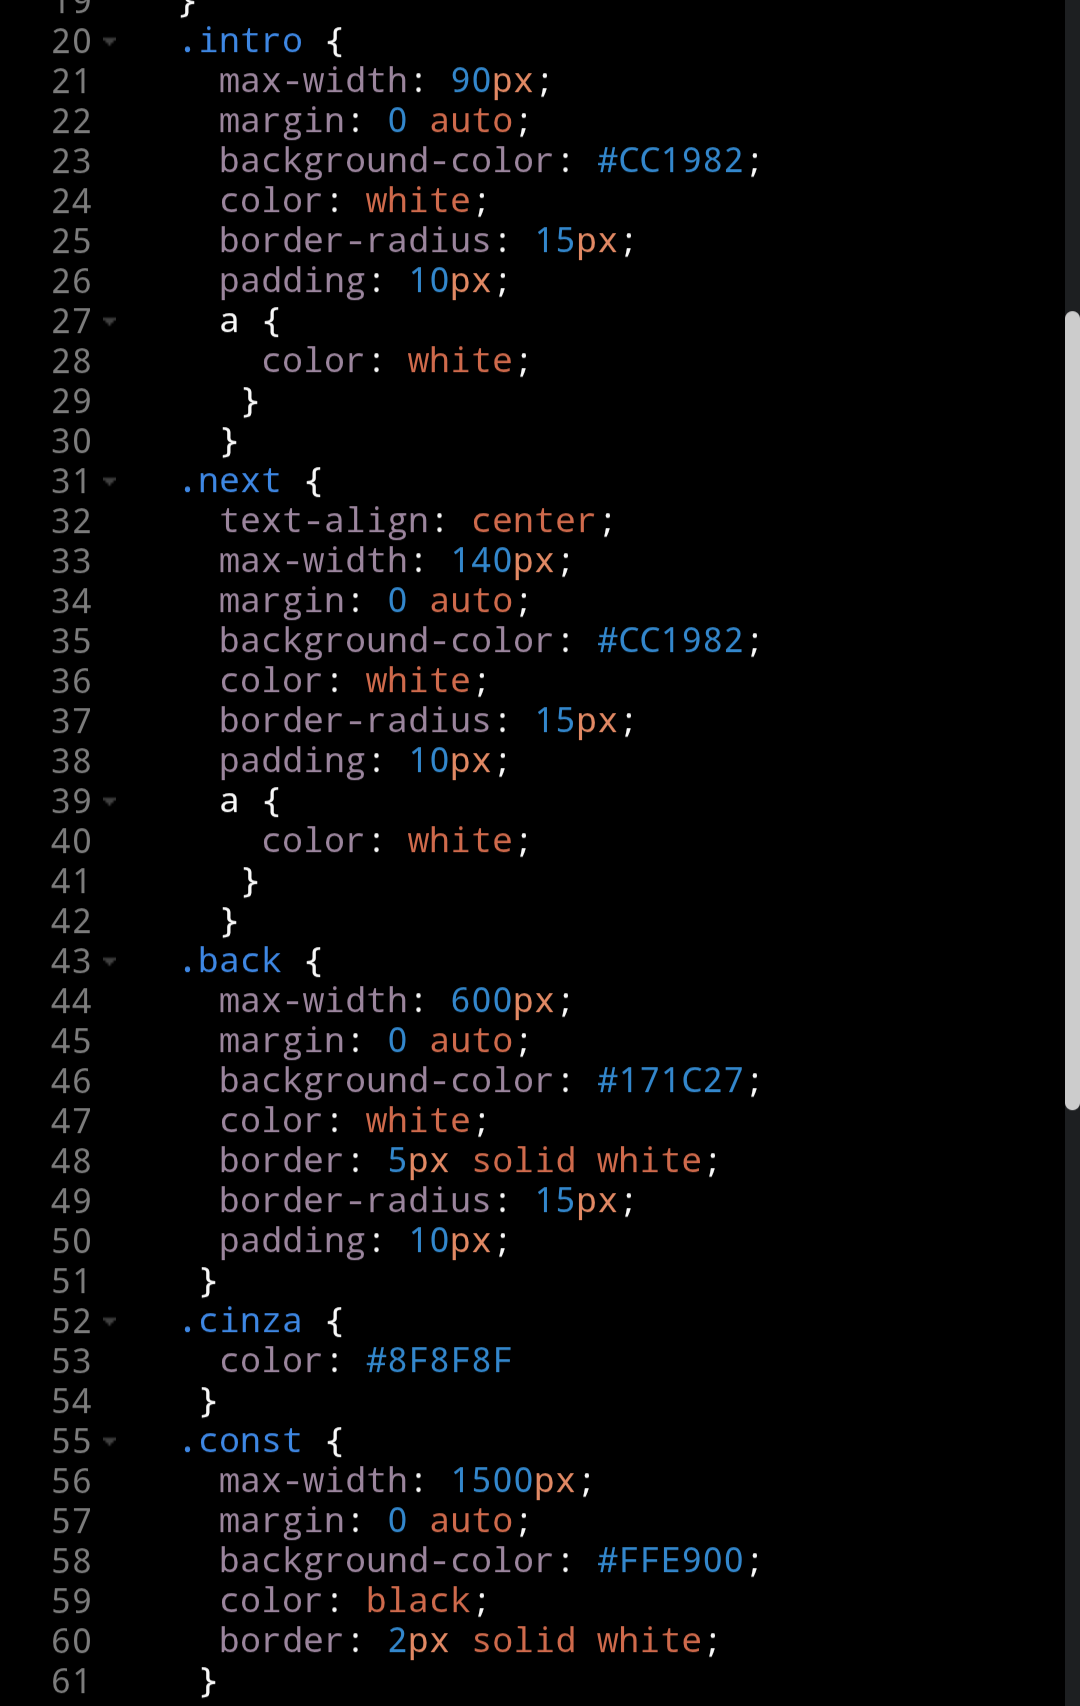 19 }
20 .intro {
21 max-width: 90px;
22 margin: 0 auto;
23 background-color: #CC1982;
24 color: white;
25 border-radius: 15px;
26 padding: 10px;
27 a {
28 color: white;
29 }
30 }
31 .next {
32 text-align: center;
33 max-width: 140px;
34 margin: 0 auto;
35 background-color: #CC1982;
36 color: white;
37 border-radius: 15px;
38 padding: 10px;
39 a {
40 color: white;
41 }
42 }
43 .back {
44 max-width: 600px;
45 margin: 0 auto;
46 background-color: #171C27;
47 color: white;
48 border: 5px solid white;
49 border-radius: 15px;
50 padding: 10px;
51 }
52 .cinza {
53 color: #8F8F8F
54 }
55 .const {
56 max-width: 1500px;
57 margin: 0 auto;
58 background-color: #FFE900;
59 color: black;
60 border: 2px solid white;
61 }